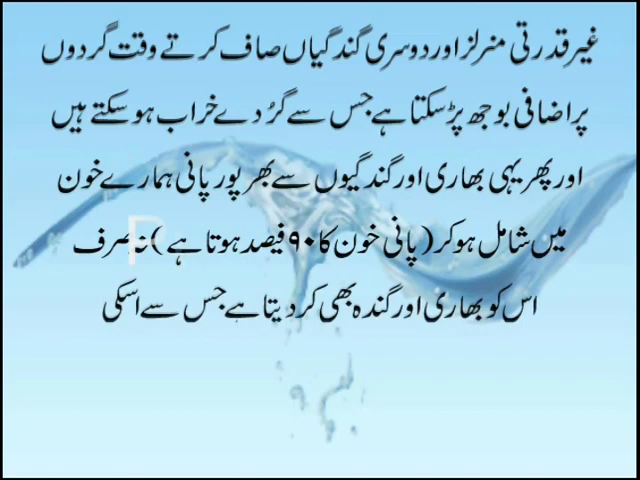 غیر قدرتی منرلز اور دوسری گندگیاں صاف کرتے وقت گردوں
پر اضافی بوجھ پڑ سکتا ہے جس سے گُردے خراب ہو سکتے ہیں
اور پھر یہی بھاری اور گندگیوں سے بھرپور پانی ہمارے خون
میں شامل ہو کر (پانی خون کا ۹۰ فیصد ہوتا ہے) نہ صرف
اس کو بھاری اور گندہ بھی کر دیتا ہے جس سے اسکی